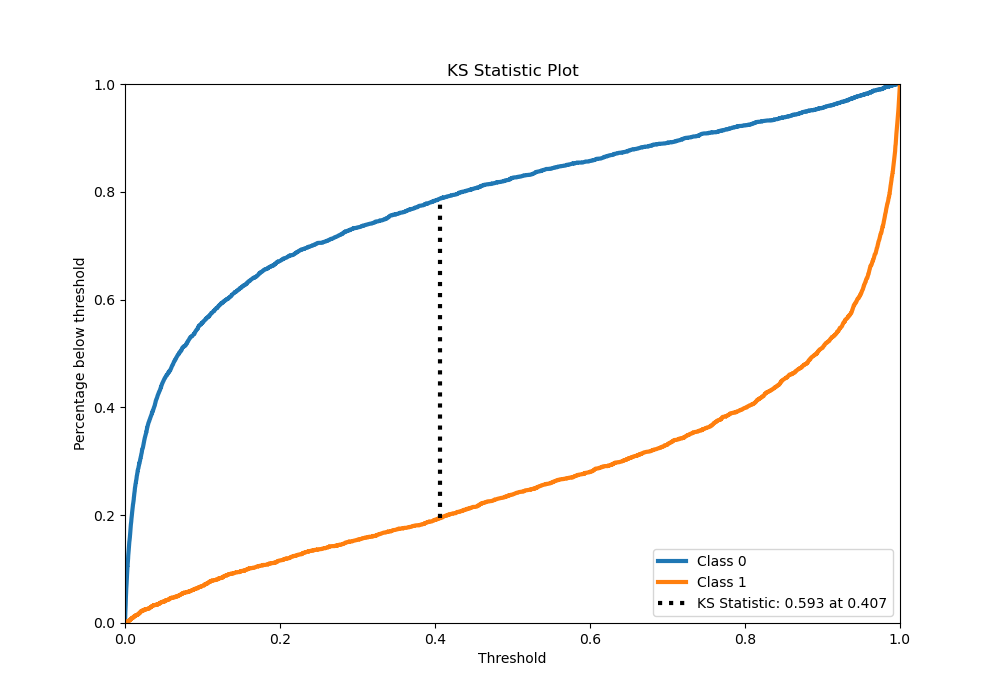 KS Statistic Plot
Percentage below threshold
1.0
0.8
0.6
0.4
0.2
0.0
0.0 0.2 0.4 0.6 0.8 1.0
Threshold
Class 0
Class 1
KS Statistic: 0.593 at 0.407